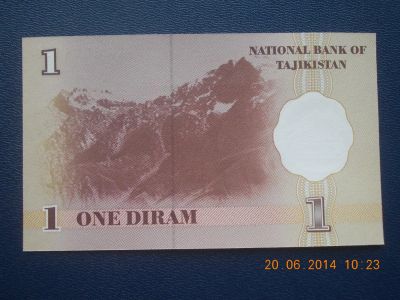 1
NATIONAL BANK OF
TAJIKISTAN
1
ONE DIRAM
1
20.06.2014 10:23